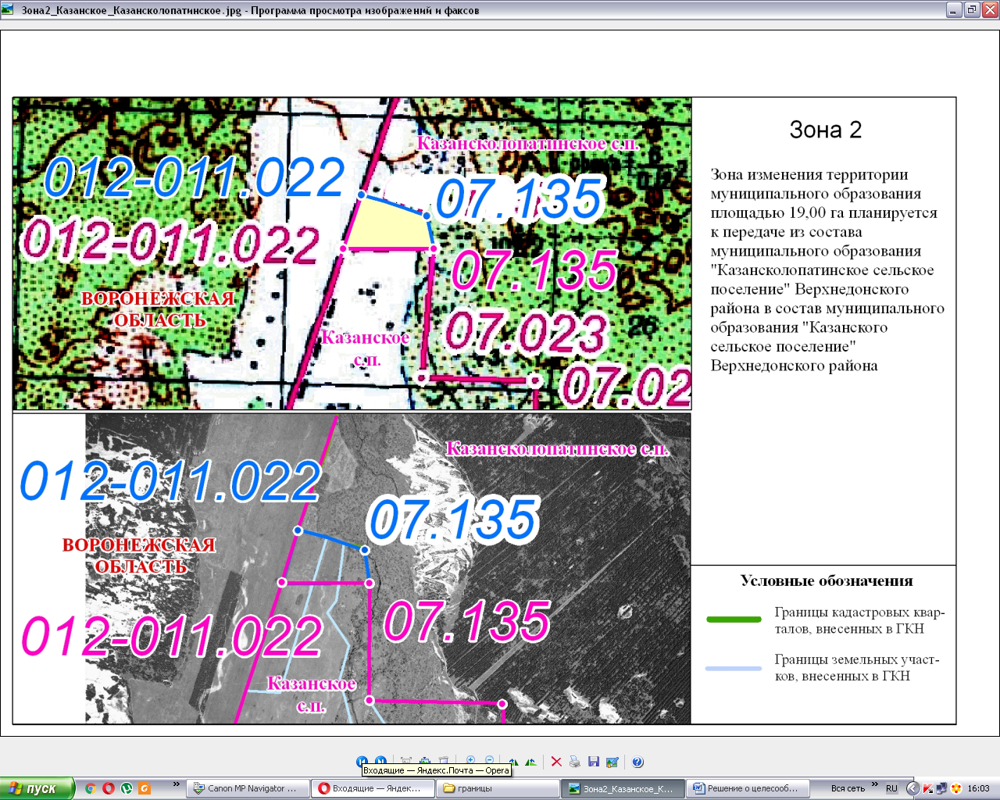 Зона2_Казанское_Казансколопатинское.jpg - Программа просмотра изображений и факсов
Казансколопатинское с.п.
012-011.022
07.135
012-011.022
07.135
ВОРОНЕЖСКАЯ
ОБЛАСТЬ
07.023
Казанское
с.п.
07.02
Зона 2
Зона изменения территории
муниципального образования
площадью 19,00 га планируется
к передаче из состава
муниципального образования
"Казансколопатинское сельское
поселение" Верхнедонского
района в состав муниципального
образования "Казанского
сельское поселение"
Верхнедонского района
Казансколопатинское с.п.
012-011.022
07.135
ВОРОНЕЖСКАЯ
ОБЛАСТЬ
012-011.022
07.135
Казанское
с.п.
Условные обозначения
Границы кадастровых квар-
талов, внесенных в ГКН
Границы земельных участ-
ков, внесенных в ГКН
Входящие — Яндекс.Почта — Opera
пуск
Canon MP Navigator ...
Входящие — Яндек...
границы
Зона2_Казанское_К...
Решение о целесооб...
Вся сеть
RU
16:03